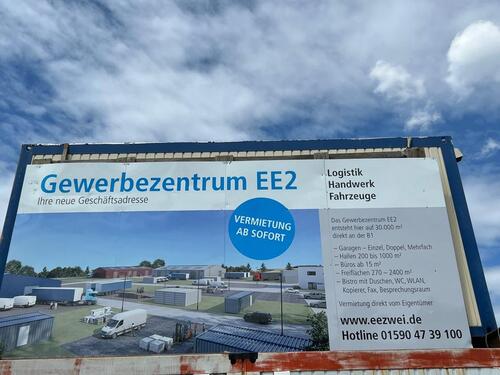 Gewerbezentrum EE2
Ihre neue Geschäftsadresse
VERMIETUNG
AB SOFORT
Logistik
Handwerk
Fahrzeuge
Das Gewerbezentrum EE2
entsteht hier auf 30.000 m²
direkt an der B1
– Garagen – Einzel, Doppel, Mehrfach
– Hallen 200 bis 1000 m²
– Büros ab 15 m²
– Freiflächen 270 – 2400 m²
– Bistro mit Duschen, WC, WLAN,
Kopierer, Fax, Besprechungsraum
Vermietung direkt vom Eigentümer
www.eezwei.de
Hotline 01590 47 39 100